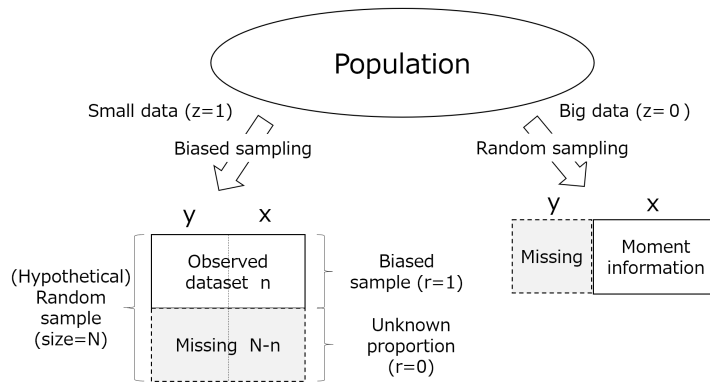 Population
Small data (z=1)
Big data (z=0)
Biased sampling
Random sampling
y x
y x
(Hypothetical)
Random
sample
(size=N)
Observed
dataset n
Missing N-n
Biased
sample (r=1)
Unknown
proportion
(r=0)
Missing
Moment
information